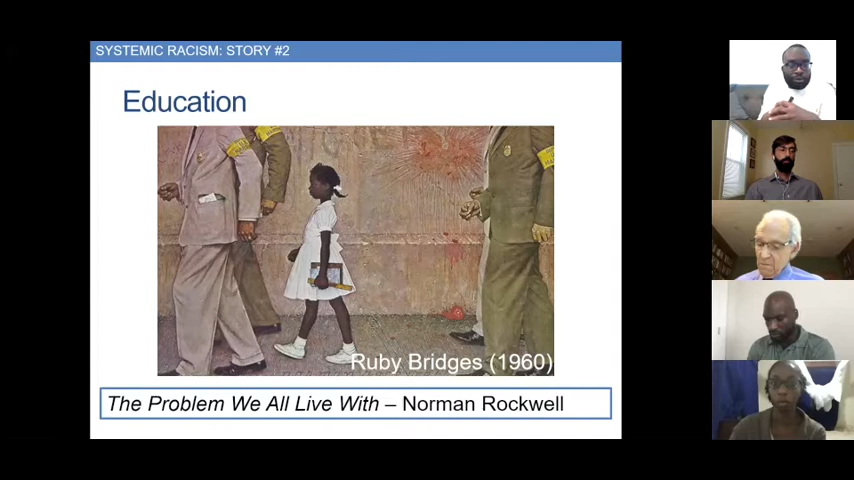 SYSTEMIC RACISM: STORY #2
Education
Ruby Bridges (1960)
The Problem We All Live With – Norman Rockwell